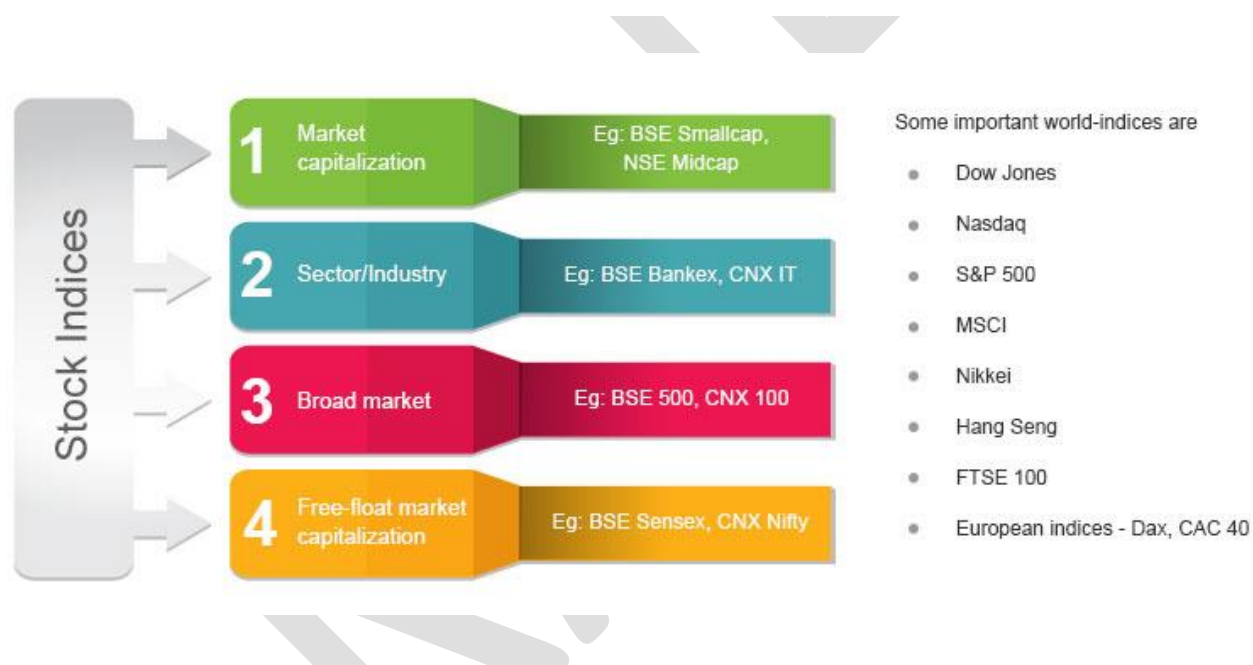 Stock Indices
1
Market
capitalization
Eg: BSE Smallcap,
NSE Midcap
2
Sector/Industry
Eg: BSE Bankex, CNX IT
3
Broad market
Eg: BSE 500, CNX 100
4
Free-float market
capitalization
Eg: BSE Sensex, CNX Nifty
Some important world-indices are
Dow Jones
Nasdaq
S&P 500
MSCI
Nikkei
Hang Seng
FTSE 100
European indices - Dax, CAC 40